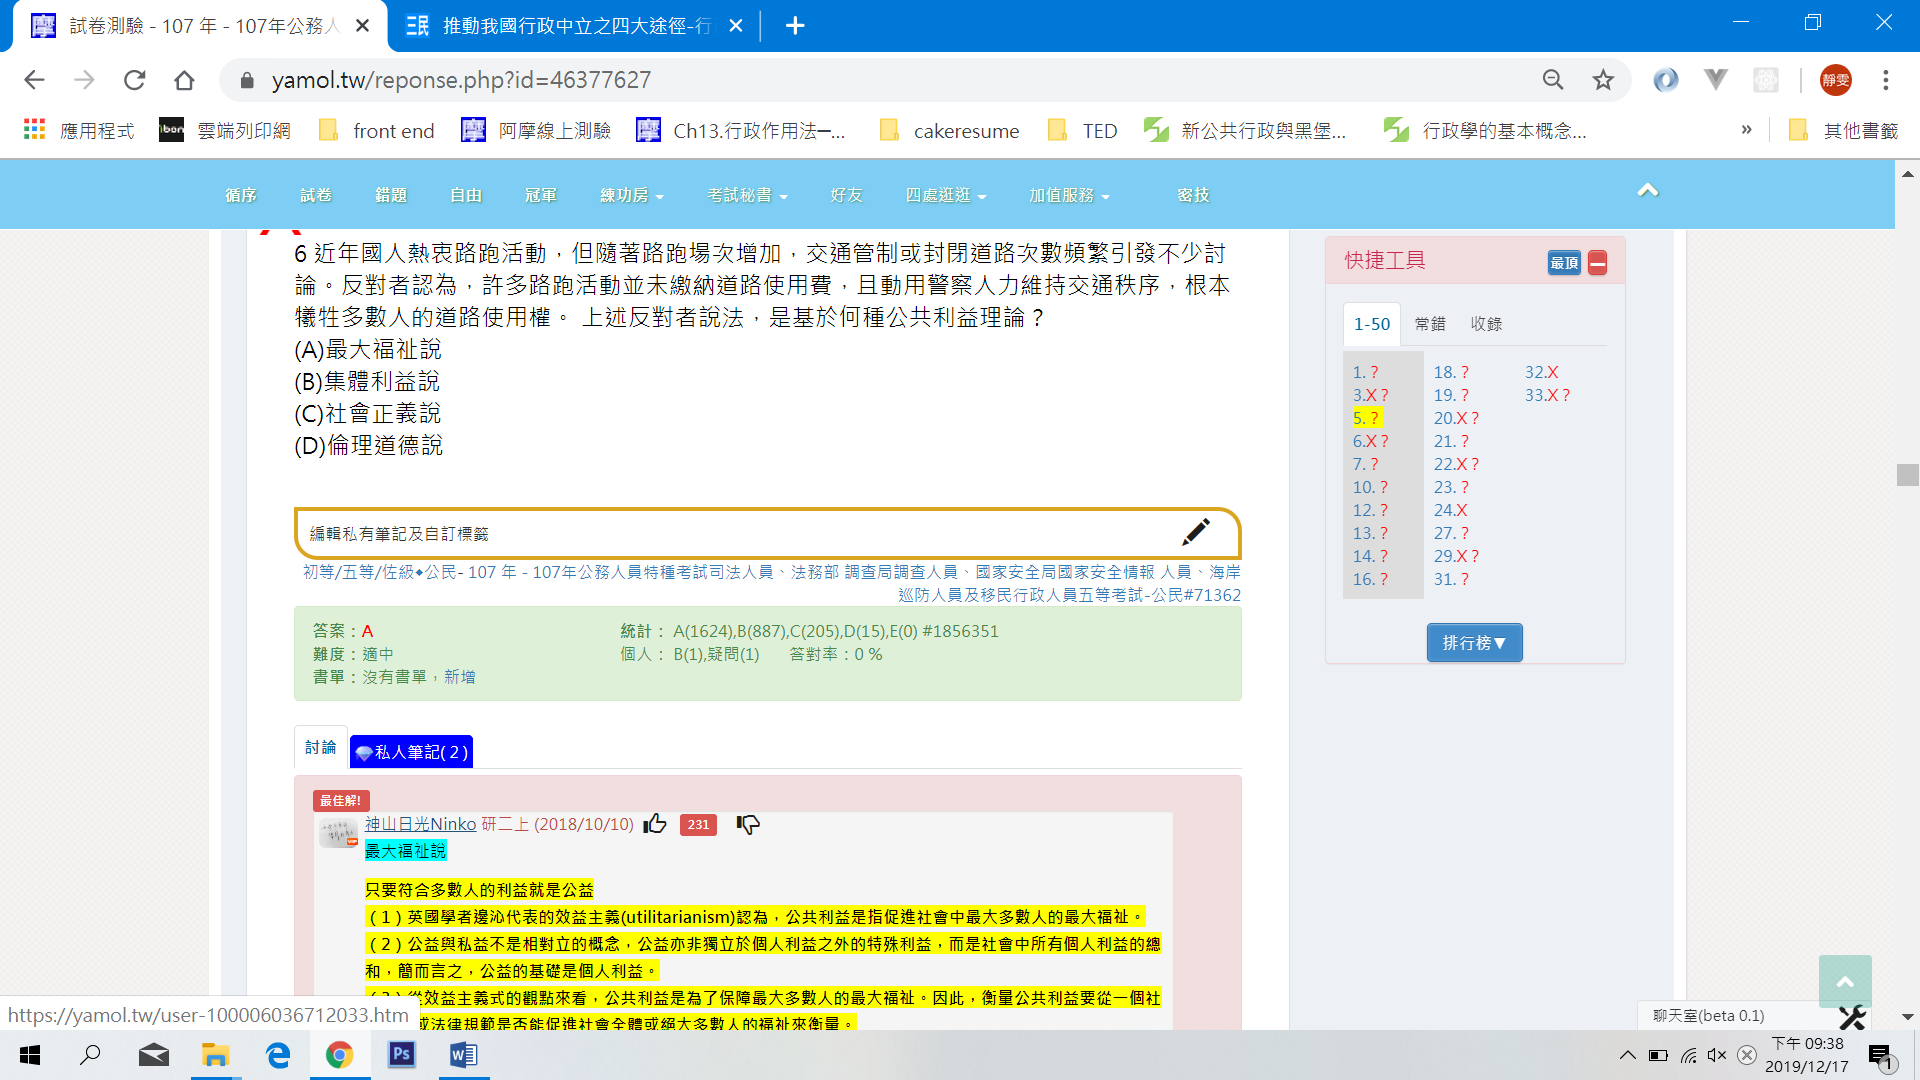 試卷測驗 - 107 年 - 107年公務人
推動我國行政中立之四大途徑-行
yamol.tw/reponse.php?id=46377627
靜雯
應用程式
ibon
雲端列印網
front end
阿摩線上測驗
Ch13.行政作用法─...
cakeresume
TED
新公共行政與黑堡...
行政學的基本概念...
»
其他書籤
循序
試卷
錯題
自由
冠軍
練功房
考試秘書
好友
四處逛逛
加值服務
密技
6 近年國人熱衷路跑活動，但隨著路跑場次增加，交通管制或封閉道路次數頻繁引發不少討
論。反對者認為，許多路跑活動並未繳納道路使用費，且動用警察人力維持交通秩序，根本
犧牲多數人的道路使用權。 上述反對者說法，是基於何種公共利益理論？
(A)最大福祉說
(B)集體利益說
(C)社會正義說
(D)倫理道德說
編輯私有筆記及自訂標籤
初等/五等/佐級◆公民- 107 年 - 107年公務人員特種考試司法人員、法務部 調查局調查人員、國家安全局國家安全情報 人員、海岸
巡防人員及移民行政人員五等考試-公民#71362
答案：A
統計： A(1624),B(887),C(205),D(15),E(0) #1856351
難度：適中
個人： B(1),疑問(1) 答對率：0 %
書單：沒有書單，新增
討論
私人筆記( 2 )
最佳解!
神山日光Ninko 研二上 (2018/10/10)
231
VIP
最大福祉說
只要符合多數人的利益就是公益
（1）英國學者邊沁代表的效益主義(utilitarianism)認為，公共利益是指促進社會中最大多數人的最大福祉。
（2）公益與私益不是相對立的概念，公益亦非獨立於個人利益之外的特殊利益，而是社會中所有個人利益的總
和，簡而言之，公益的基礎是個人利益。
（3）從效益主義式的觀點來看，公共利益是為了保障最大多數人的最大福祉。因此，衡量公共利益要從一個社
或法律規範是否能促進社會全體或絕大多數人的福祉來衡量。
快捷工具
最頂
1-50
常錯
收錄
1. ?
3.X ?
5. ?
6.X ?
7. ?
10. ?
12. ?
13. ?
14. ?
16. ?
18. ?
19. ?
20.X ?
21. ?
22.X ?
23. ?
24.X
27. ?
29.X ?
31. ?
32.X
33.X ?
排行榜▼
聊天室(beta 0.1)
https://yamol.tw/user-100006036712033.htm
Ps
下午 09:38
2019/12/17
1